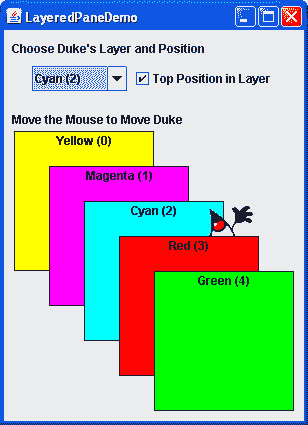 LayeredPaneDemo
Choose Duke's Layer and Position
Cyan (2) Top Position in Layer
Move the Mouse to Move Duke
Yellow (0)
Magenta (1)
Cyan (2)
Red (3)
Green (4)